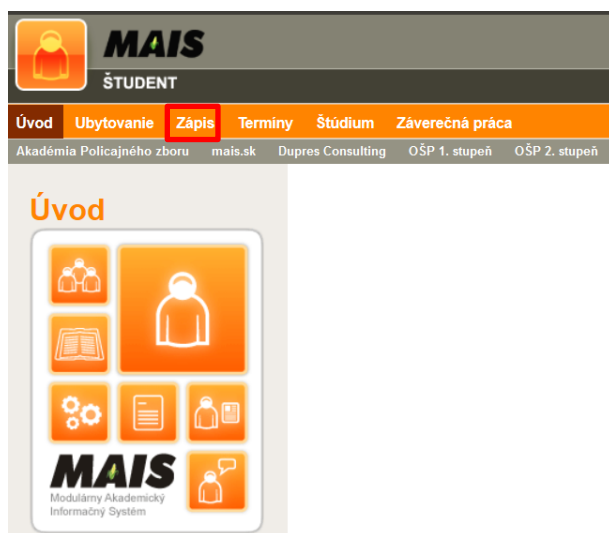 MAIS
ŠTUDENT
Úvod Ubytovanie Zápis Termíny Štúdium Záverečná práca
Akadémia Policajného zboru mais.sk Dupres Consulting OŠP 1. stupeň OŠP 2. stupeň
Úvod
MAIS
Modulárny Akademický
Informačný Systém